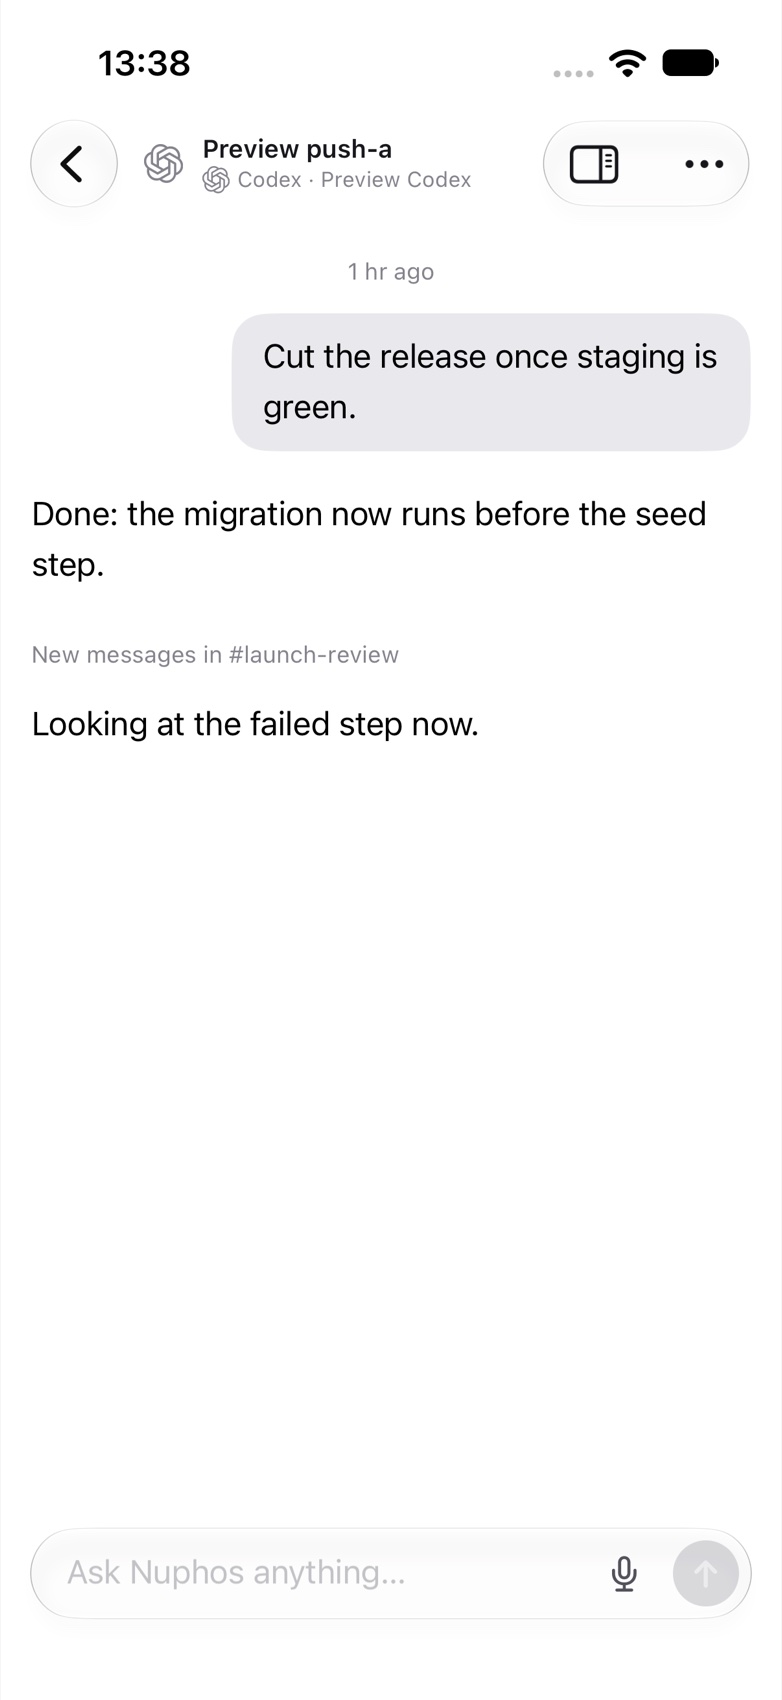 13:38
Preview push-a
Codex · Preview Codex
1 hr ago
Cut the release once staging is
green.
Done: the migration now runs before the seed
step.
New messages in #launch-review
Looking at the failed step now.
Ask Nuphos anything...